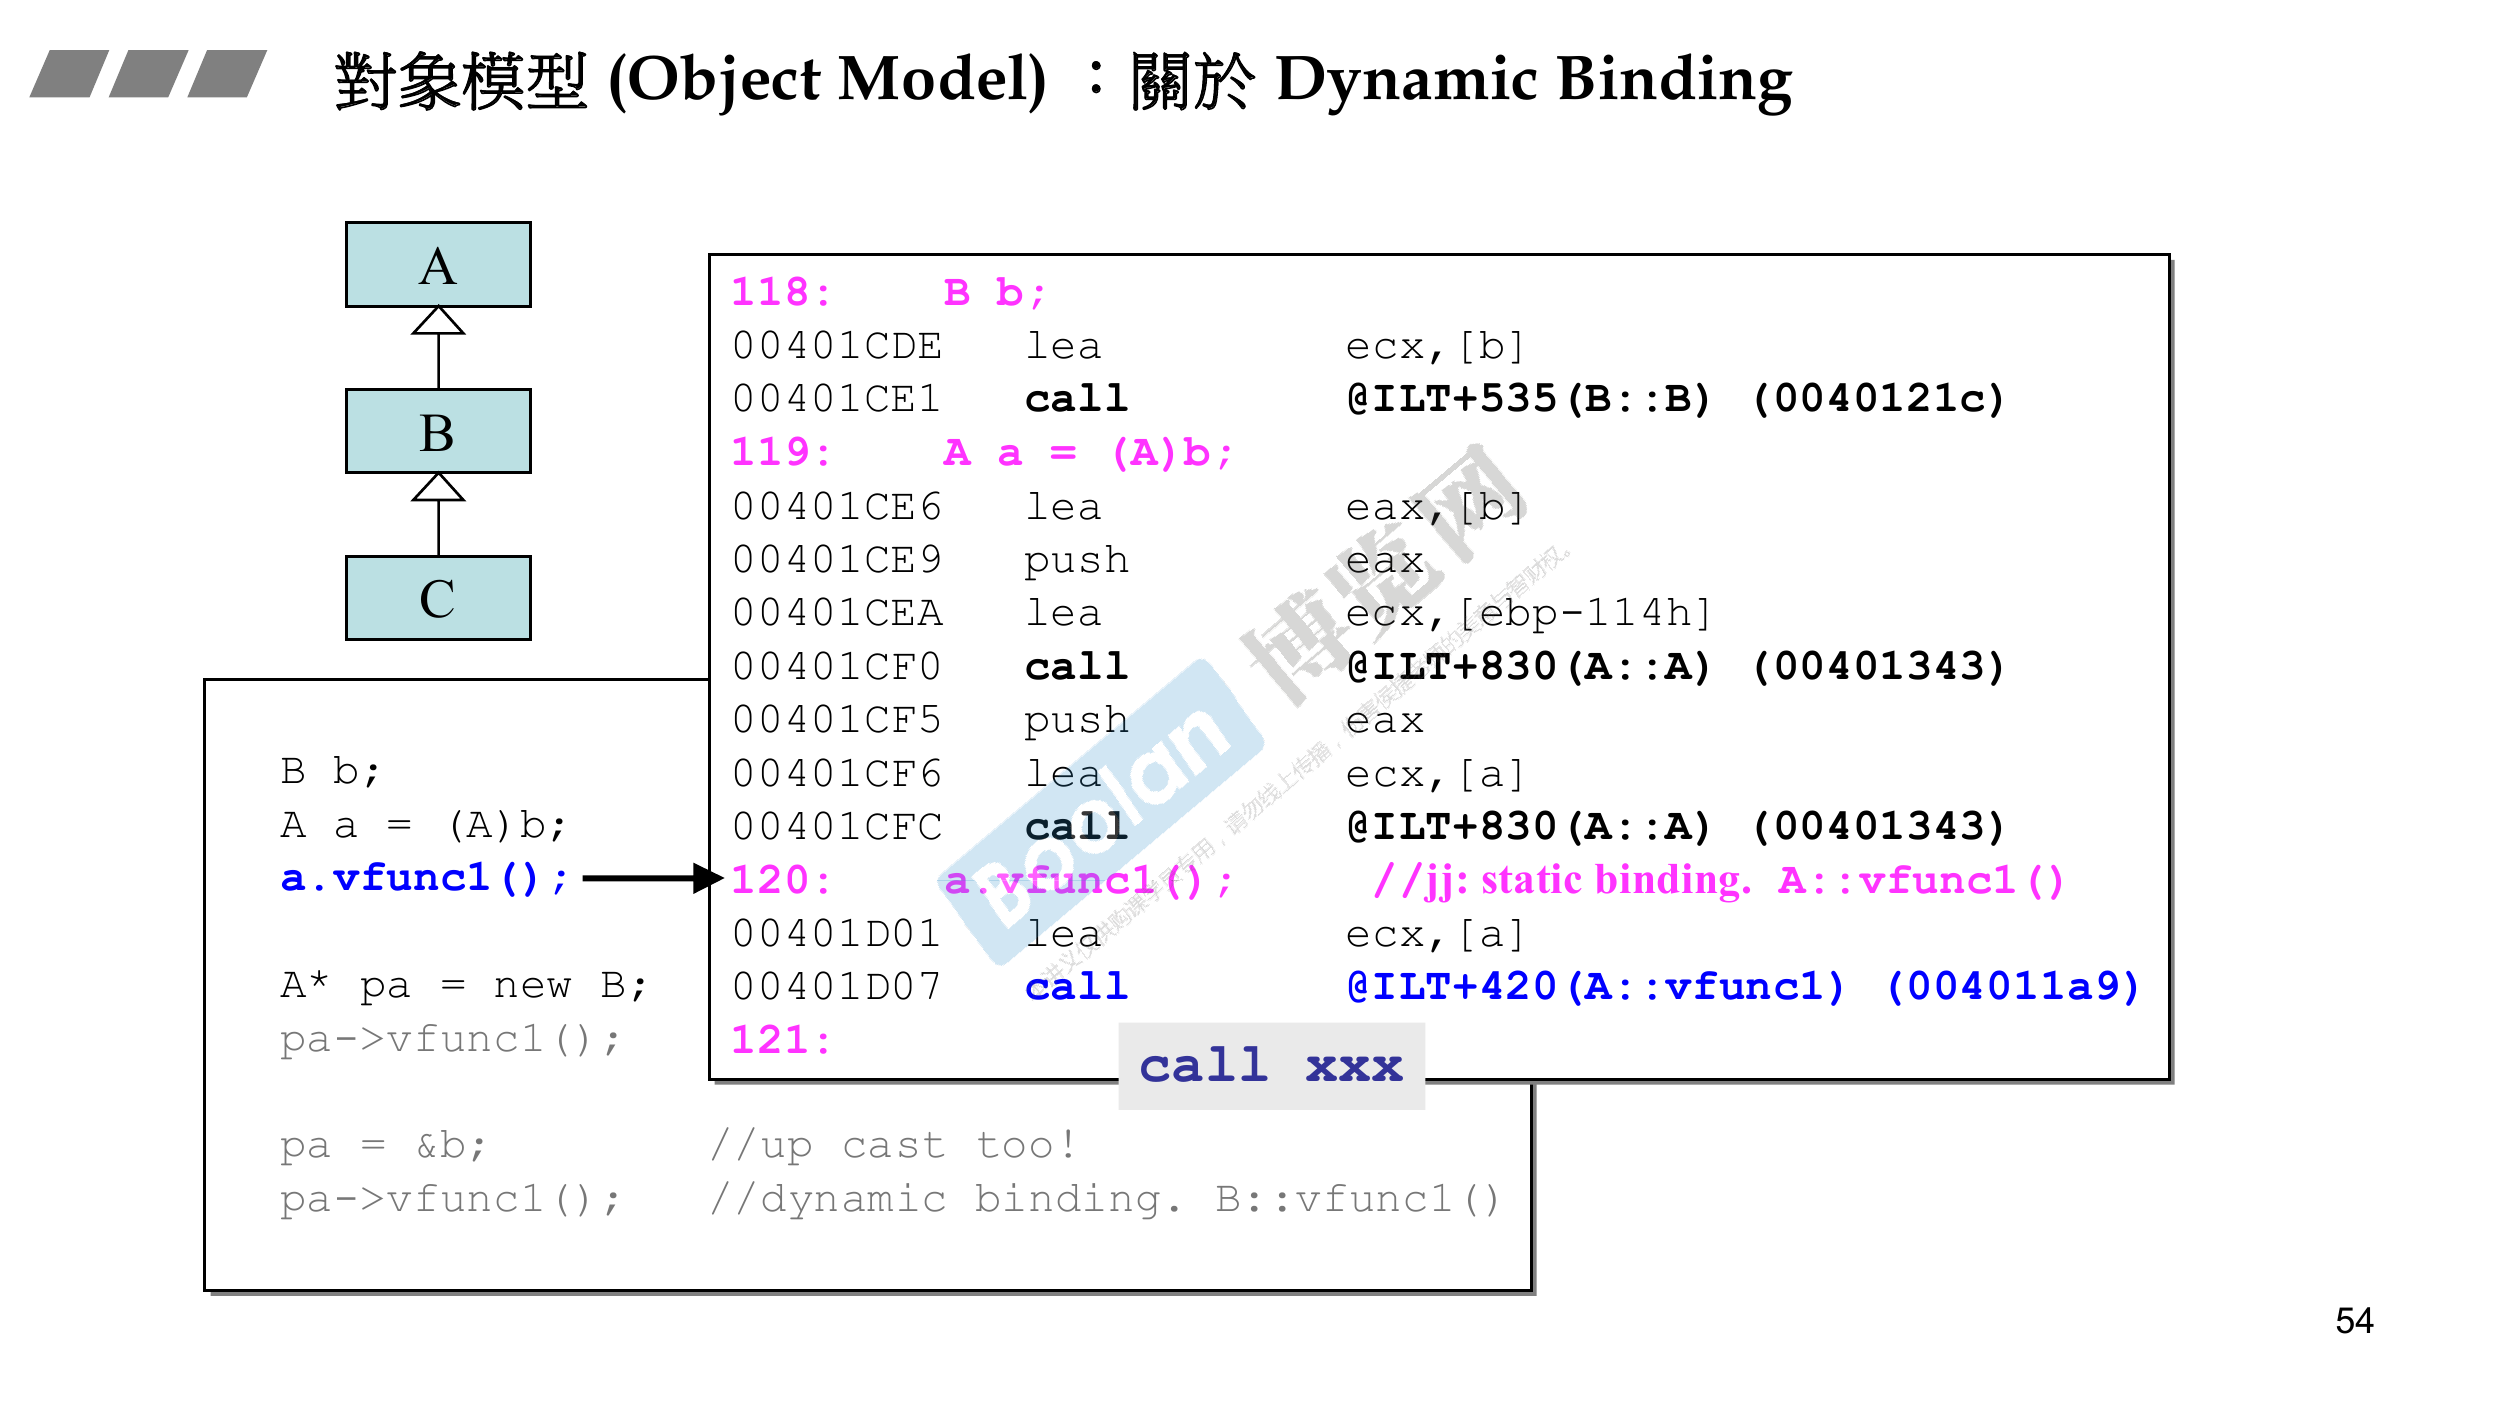 對象模型 (Object Model) ：關於 Dynamic Binding
A
B
C
B b;
A a = (A)b;
a.vfunc1();
A* pa = new B;
pa->vfunc1();
pa = &b; //up cast too!
pa->vfunc1(); //dynamic binding. B::vfunc1()
118: B b;
00401CDE lea ecx,[b]
00401CE1 call @ILT+535(B::B) (0040121c)
119: A a = (A)b;
00401CE6 lea eax,[b]
00401CE9 push eax
00401CEA lea ecx,[ebp-114h]
00401CF0 call @ILT+830(A::A) (00401343)
00401CF5 push eax
00401CF6 lea ecx,[a]
00401CFC call @ILT+830(A::A) (00401343)
120: a.vfunc1(); //jj: static binding. A::vfunc1()
00401D01 lea ecx,[a]
00401D07 call @ILT+420(A::vfunc1) (004011a9)
121:
call xxx
Boolan 博览网
54